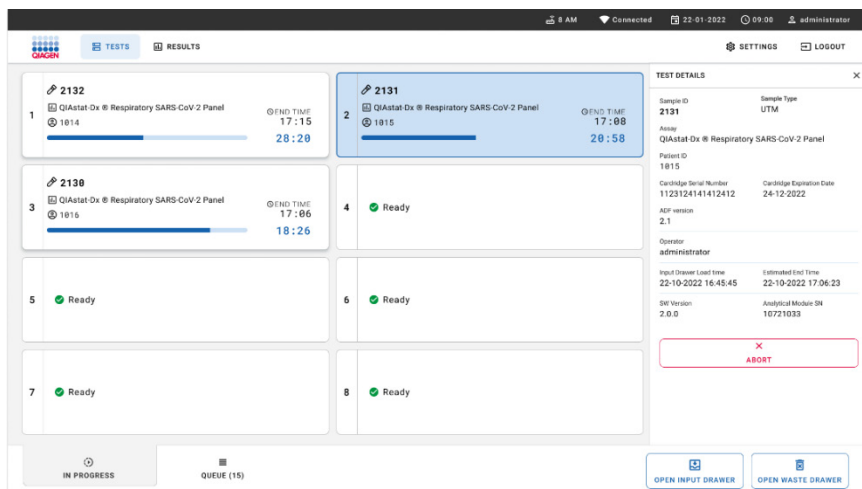 8 AM Connected 22-01-2022 09:00 administrator
QIAGEN TESTS RESULTS SETTINGS LOGOUT
1
2132
QIAstat-Dx ® Respiratory SARS-CoV-2 Panel
1014
END TIME
17:15
28:20
2
2131
QIAstat-Dx ® Respiratory SARS-CoV-2 Panel
1015
END TIME
17:08
20:58
3
2130
QIAstat-Dx ® Respiratory SARS-CoV-2 Panel
1016
END TIME
17:06
18:26
4 Ready
5 Ready
6 Ready
7 Ready
8 Ready
TEST DETAILS
Sample ID Sample Type
2131 UTM
Assay
QIAstat-Dx ® Respiratory SARS-CoV-2 Panel
Patient ID
1015
Cardridge Serial Number Cardridge Expiration Date
1123124141412412 24-12-2022
ADF version
2.1
Operator
administrator
Input Drawer Load time Estimated End Time
22-10-2022 16:45:45 22-10-2022 17.06:23
SW Version Analytical Module SN
2.0.0 10721033
ABORT
IN PROGRESS QUEUE (15)
OPEN INPUT DRAWER OPEN WASTE DRAWER